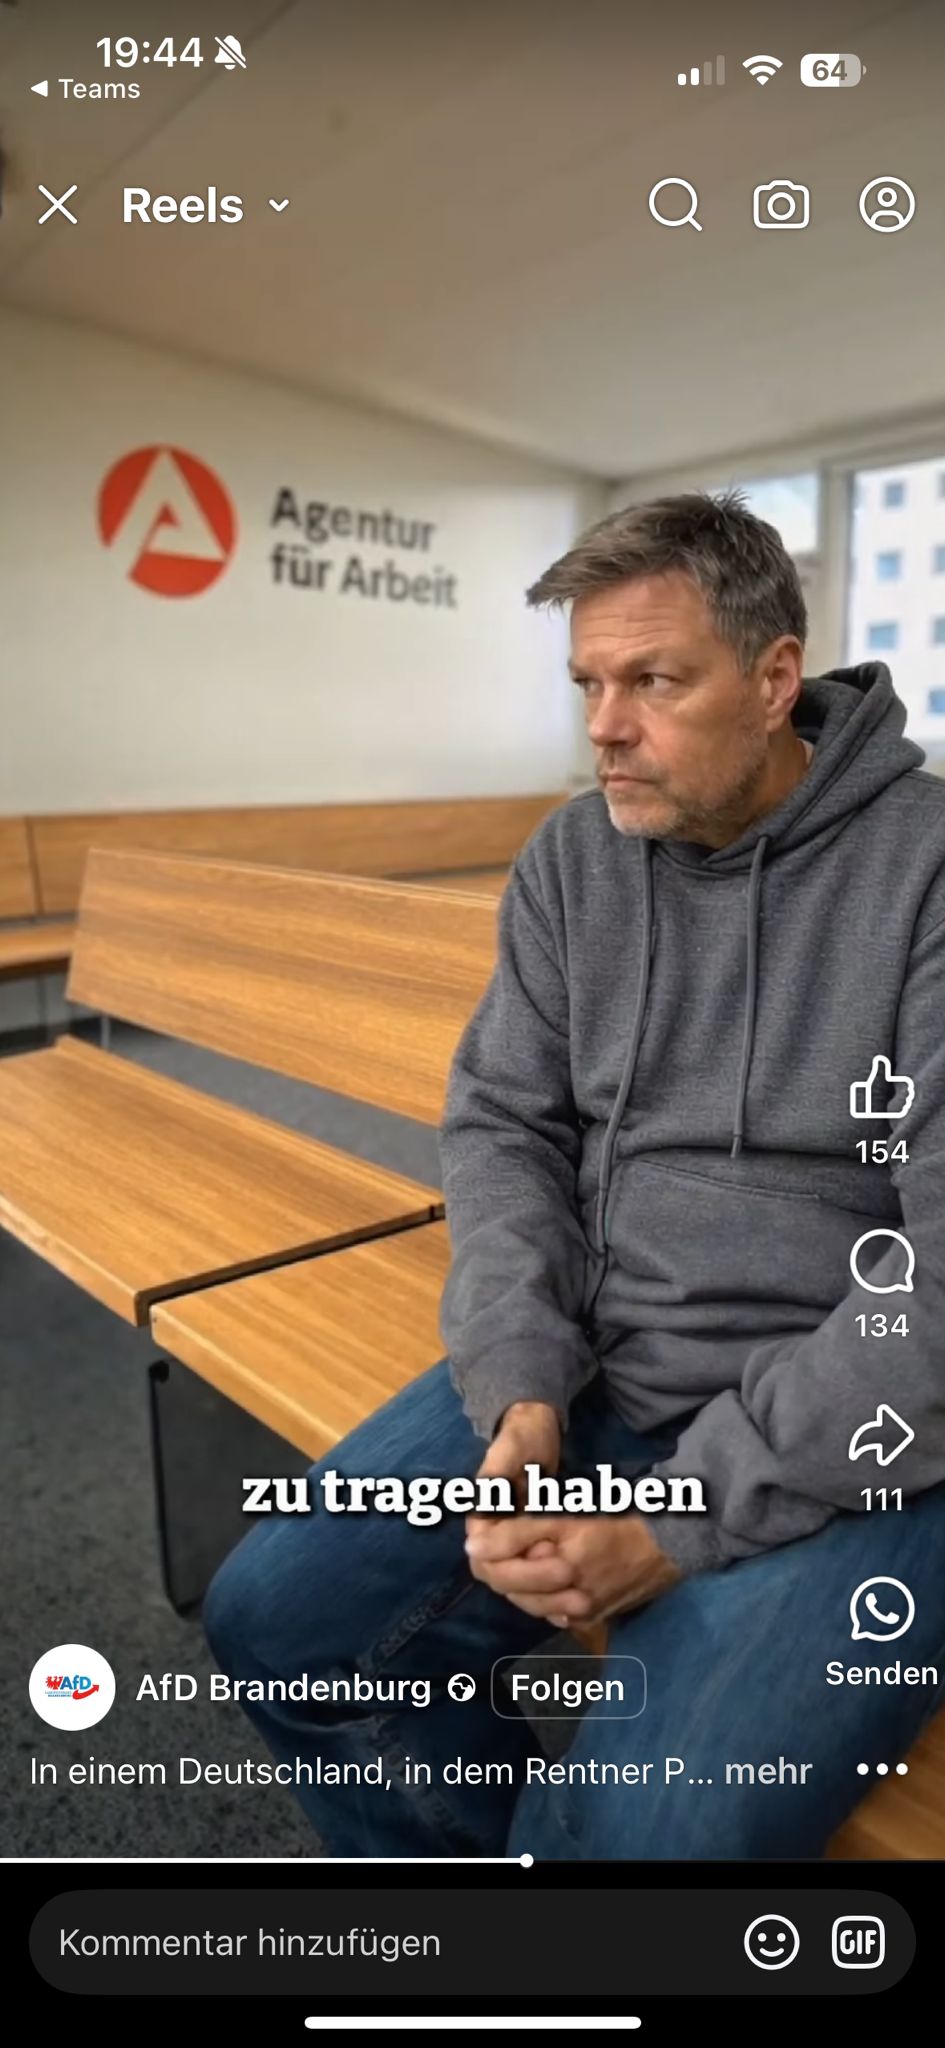 19:44
Teams
64
Reels
Agentur
für Arbeit
154
134
zu tragen haben
111
Senden
AfD
AfD Brandenburg
Folgen
In einem Deutschland, in dem Rentner P... mehr
Kommentar hinzufügen
GIF